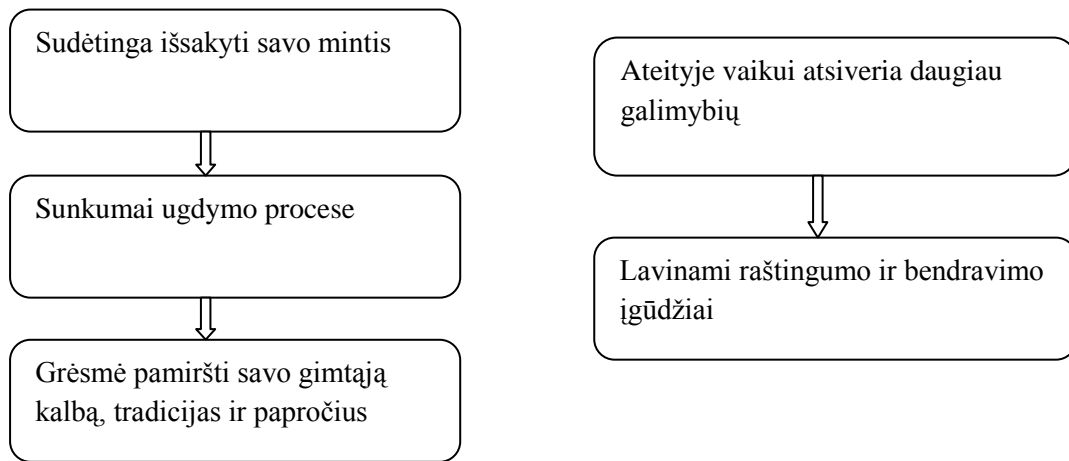 Sudėtinga išsakyti savo mintis
Sunkumai ugdymo procese
Grėsmė pamiršti savo gimtąją
kalbą, tradicijas ir papročius
Ateityje vaikui atsiveria daugiau
galimybių
Lavinami raštingumo ir bendravimo
įgūdžiai